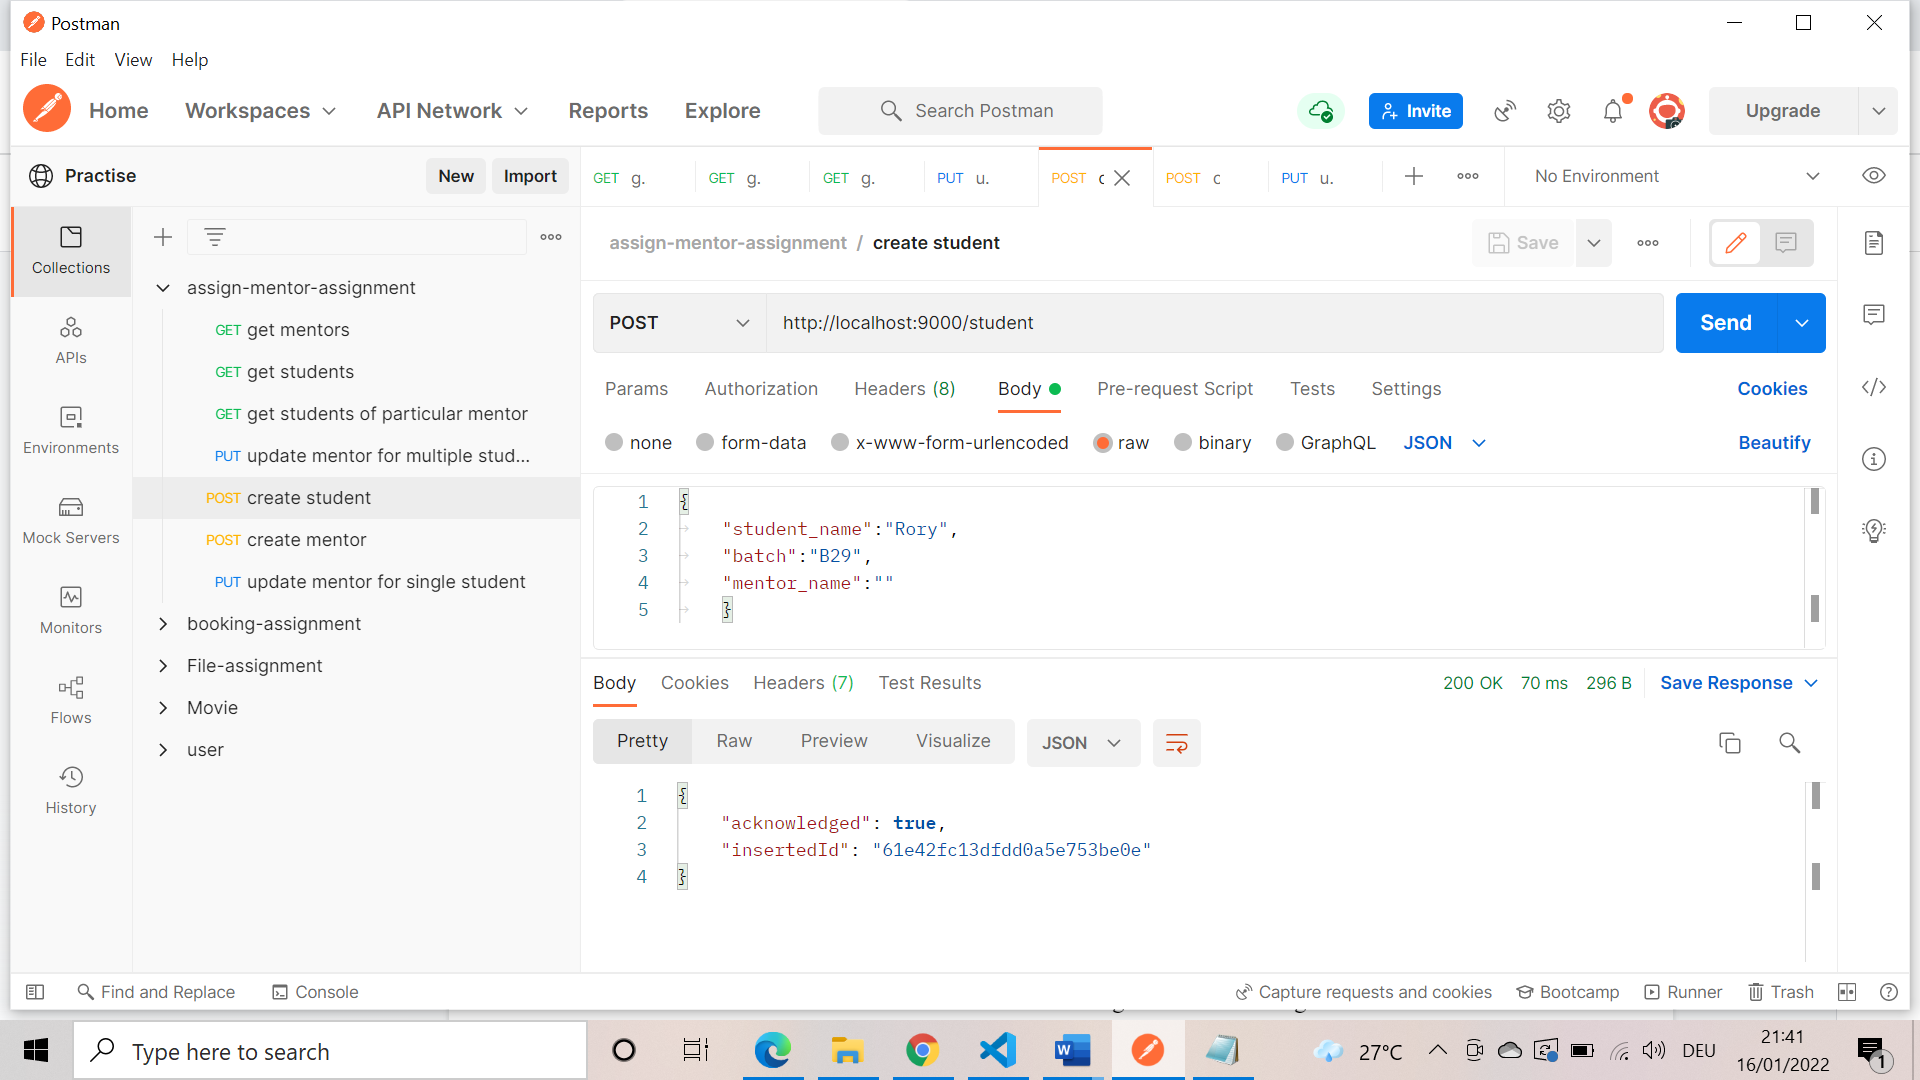 Postman
File Edit View Help
Home Workspaces API Network Reports Explore Search Postman Invite Upgrade
Practise New Import
GET g. GET g. GET g. PUT u. POST c POST c PUT u. No Environment
Collections
APIs
Environments
Mock Servers
Monitors
Flows
History
assign-mentor-assignment
GET get mentors
GET get students
GET get students of particular mentor
PUT update mentor for multiple stud...
POST create student
POST create mentor
PUT update mentor for single student
booking-assignment
File-assignment
Movie
user
assign-mentor-assignment / create student Save
POST http://localhost:9000/student Send
Params Authorization Headers (8) Body Pre-request Script Tests Settings Cookies
none form-data x-www-form-urlencoded raw binary GraphQL JSON Beautify
1 {
2 "student_name":"Rory",
3 "batch":"B29",
4 "mentor_name":""
5 }
Body Cookies Headers (7) Test Results 200 OK 70 ms 296 B Save Response
Pretty Raw Preview Visualize JSON
1 {
2 "acknowledged": true,
3 "insertedId": "61e42fc13dfdd0a5e753be0e"
4 }
Find and Replace Console Capture requests and cookies Bootcamp Runner Trash
Type here to search 27°C DEU 21:41
16/01/2022 1